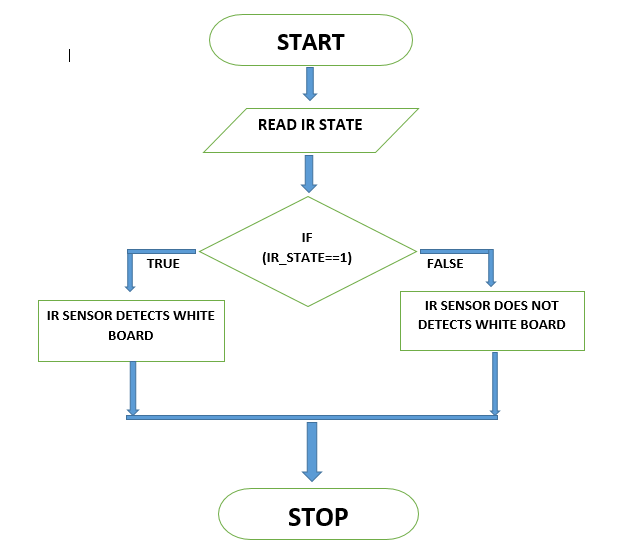 START
READ IR STATE
IF
(IR_STATE==1)
TRUE
FALSE
IR SENSOR DETECTS WHITE
BOARD
IR SENSOR DOES NOT
DETECTS WHITE BOARD
STOP